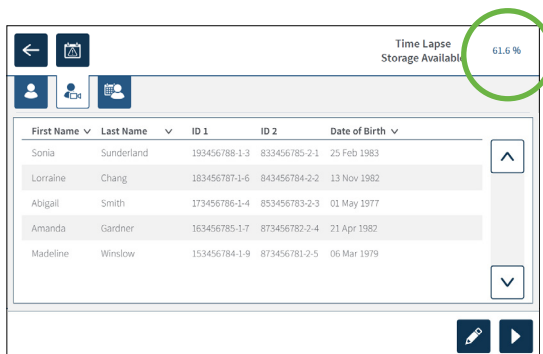 Time Lapse
Storage Available 61.6 %
First Name Last Name ID 1 ID 2 Date of Birth
Sonia Sunderland 193456788-1-3 833456785-2-1 25 Feb 1983
Lorraine Chang 183456787-1-6 843456784-2-2 13 Nov 1982
Abigail Smith 173456786-1-4 853456783-2-3 01 May 1977
Amanda Gardner 163456785-1-7 873456782-2-4 21 Apr 1982
Madeline Winslow 153456784-1-9 873456781-2-5 06 Mar 1979